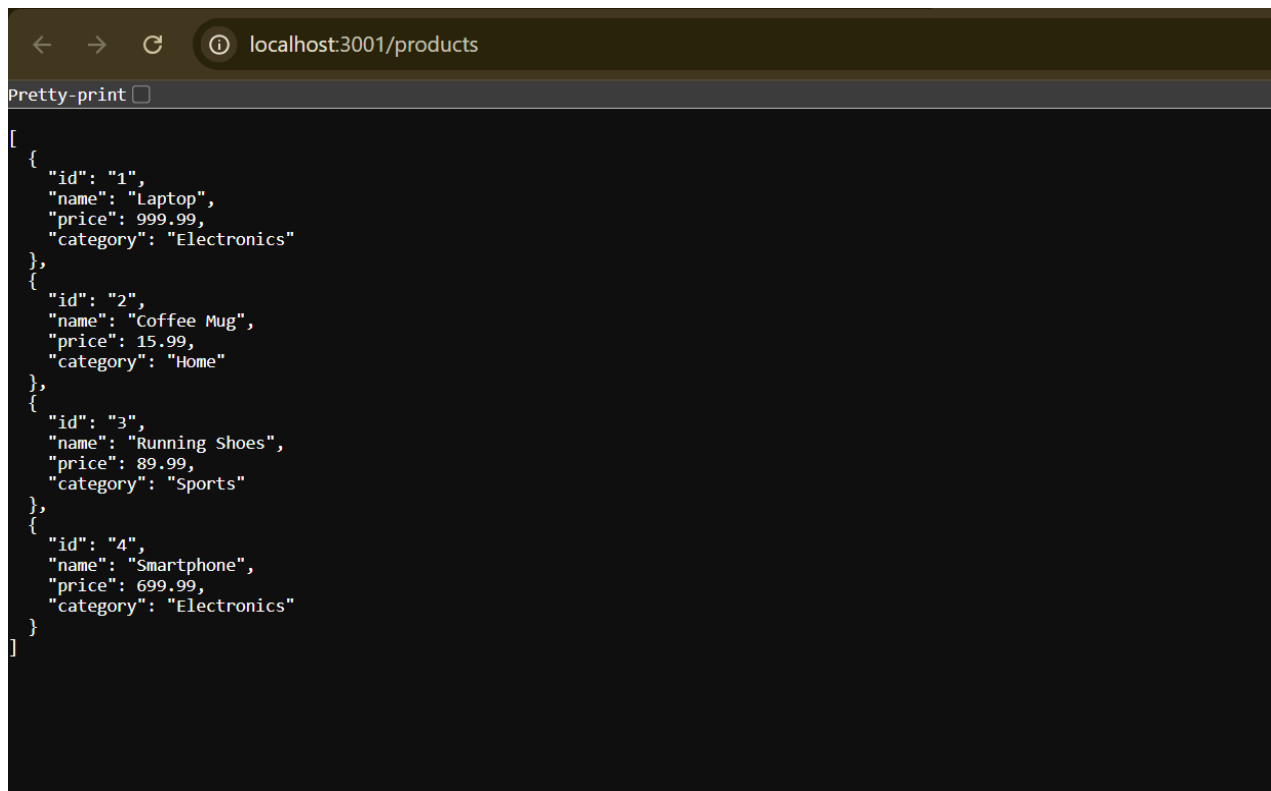 localhost:3001/products
Pretty-print
[
  {
    "id": "1",
    "name": "Laptop",
    "price": 999.99,
    "category": "Electronics"
  },
  {
    "id": "2",
    "name": "Coffee Mug",
    "price": 15.99,
    "category": "Home"
  },
  {
    "id": "3",
    "name": "Running Shoes",
    "price": 89.99,
    "category": "Sports"
  },
  {
    "id": "4",
    "name": "Smartphone",
    "price": 699.99,
    "category": "Electronics"
  }
]